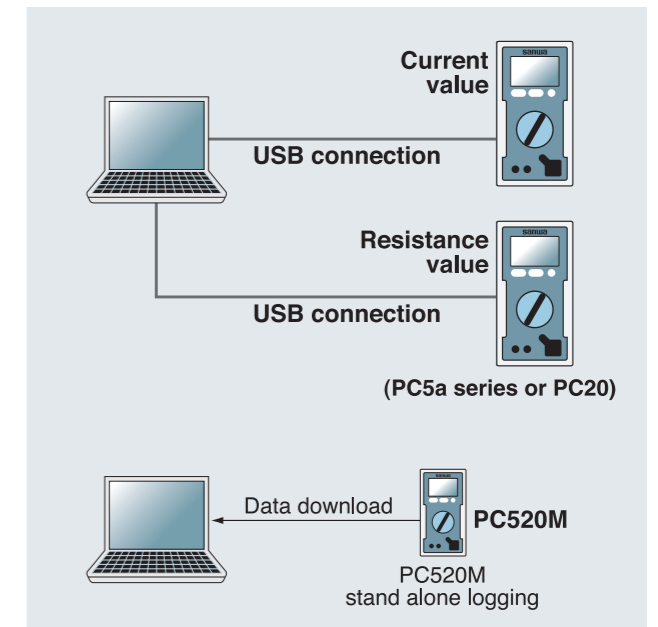 Current
value
sanwa
USB connection
Resistance
value
sanwa
USB connection
(PC5a series or PC20)
Data download
PC520M
PC520M
stand alone logging